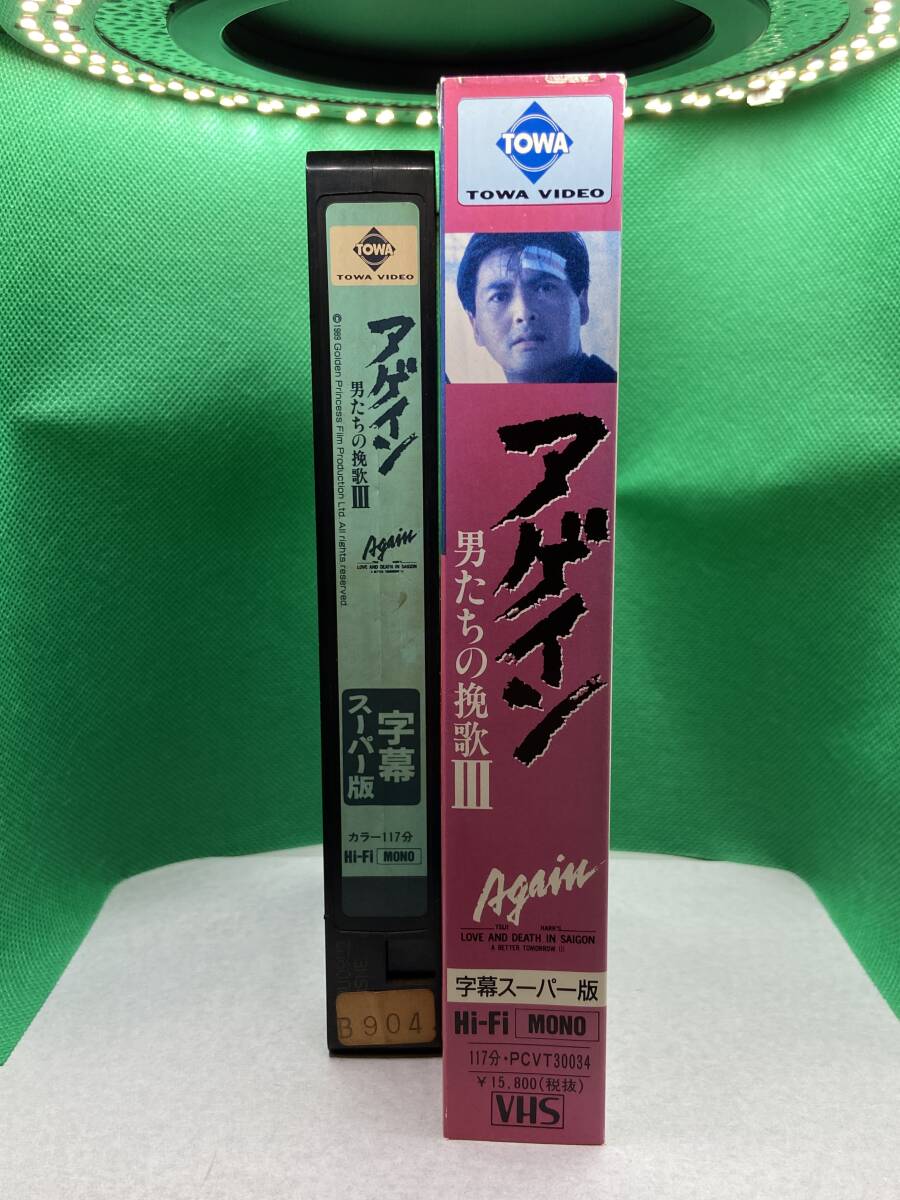 TOWA
TOWA VIDEO
アゲイン
男たちの挽歌III
© 1989 Golden Princess Film Production Ltd. All rights reserved.
Again
LOVE AND DEATH IN SAIGON
A BETTER TOMORROW III
字幕
スーパー版
カラー117分
Hi-Fi MONO
B904
TOWA
TOWA VIDEO
アゲイン
男たちの挽歌III
Again
TSUI HARK'S
LOVE AND DEATH IN SAIGON
A BETTER TOMORROW III
字幕スーパー版
Hi-Fi MONO
117分・PCVT30034
¥15,800(税抜)
VHS